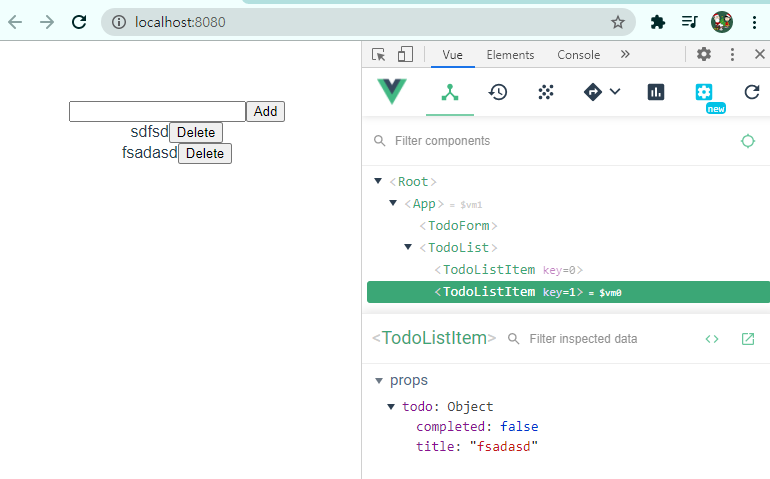 localhost:8080
Vue Elements Console »
Add
sdfsd Delete
fsadasd Delete
new
Filter components
<Root>
<App> = $vm1
<TodoForm>
<TodoList>
<TodoListItem key=0>
<TodoListItem key=1> = $vm0
<TodoListItem> Filter inspected data <>
props
todo: Object
completed: false
title: "fsadasd"